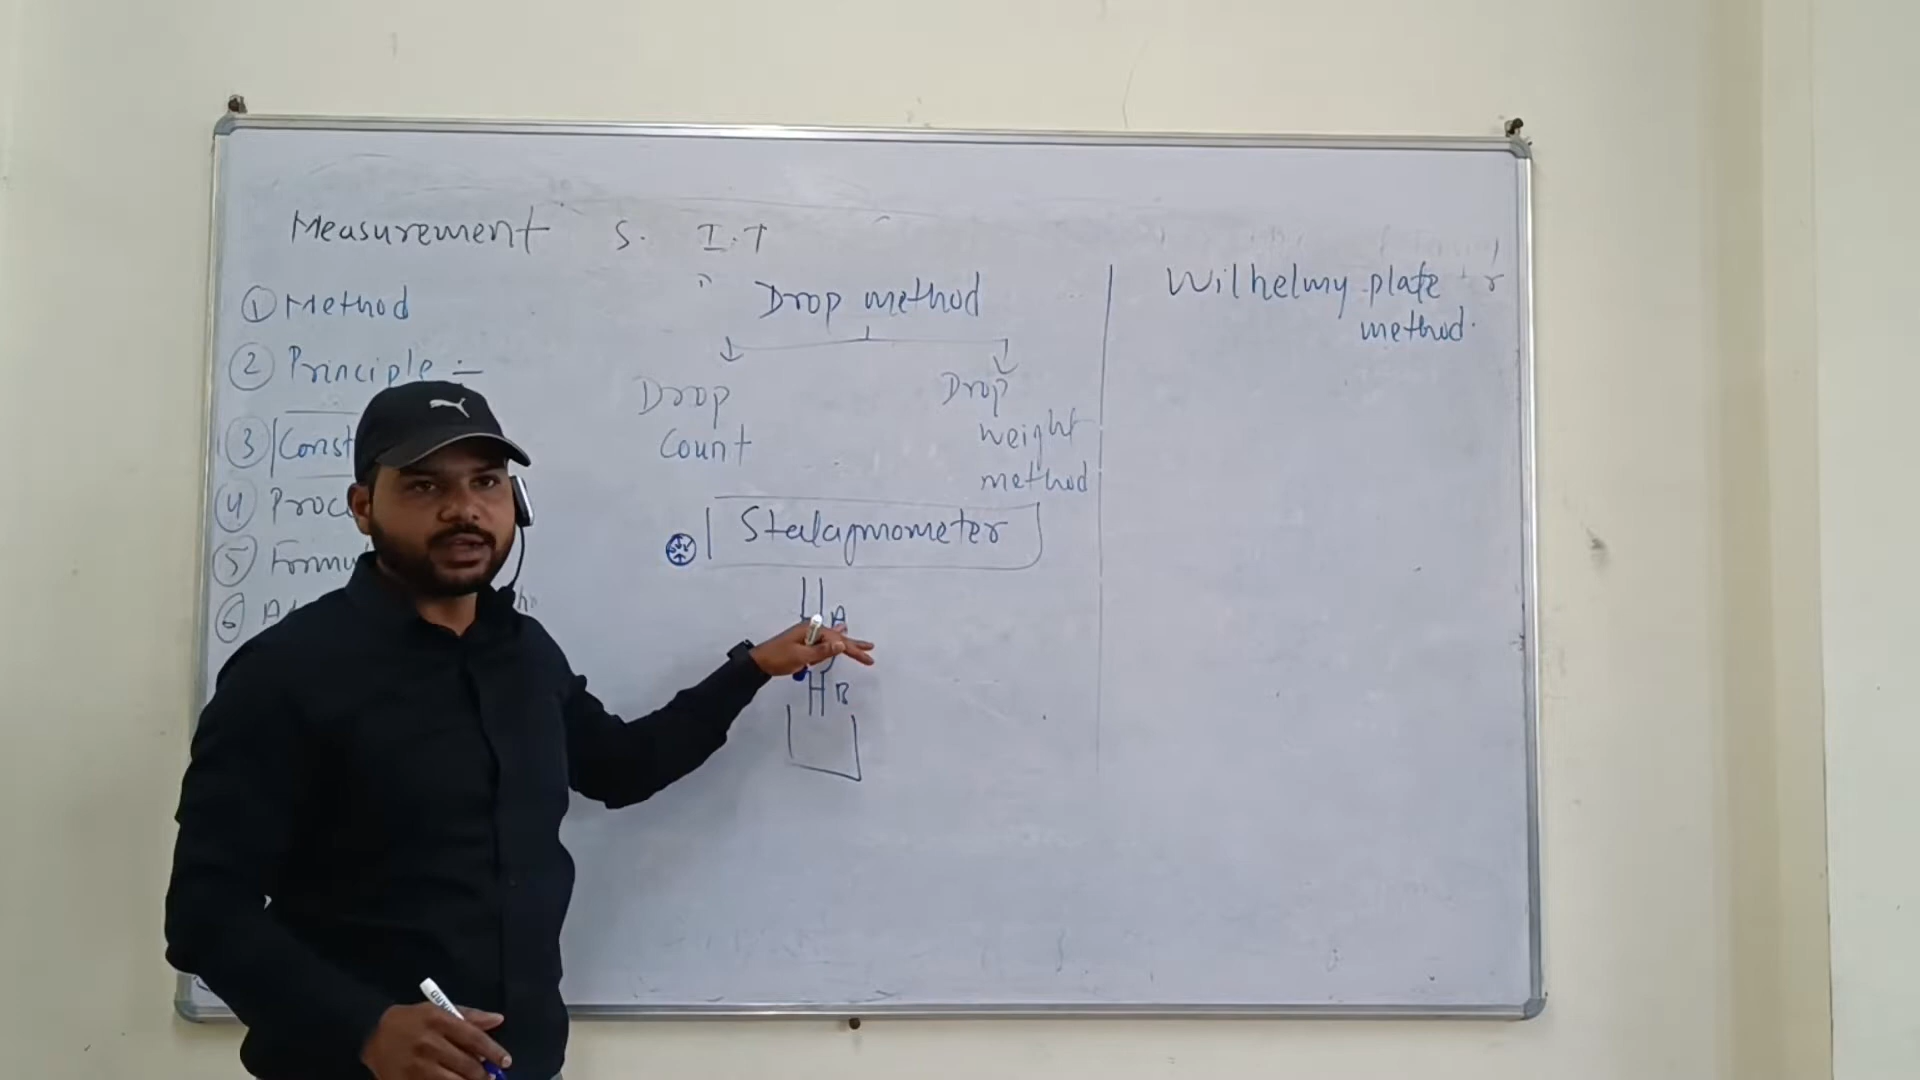 Measurement S. I.T
① Method
② Principle :-
③ Const
④ Proc
⑤ Formu
⑥ A
Drop method
Drop
Count
Drop
weight
method
Stalagmometer
A
B
Wilhelmy plate
method.